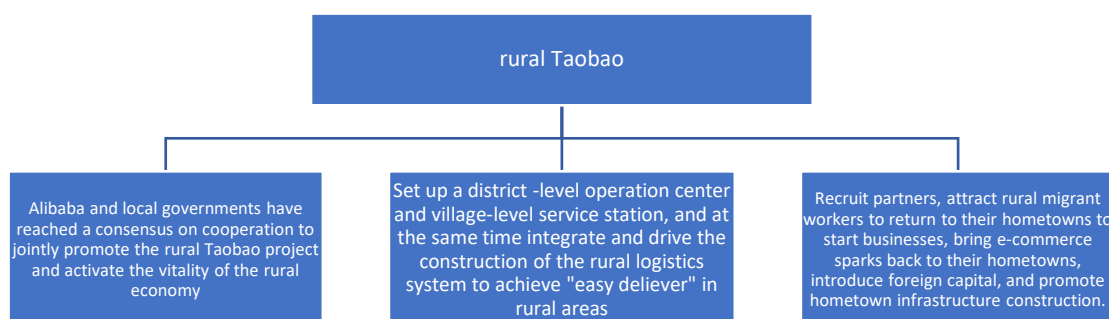 rural Taobao
Alibaba and local governments have
reached a consensus on cooperation to
jointly promote the rural Taobao project
and activate the vitality of the rural
economy
Set up a district -level operation center
and village-level service station, and at
the same time integrate and drive the
construction of the rural logistics
system to achieve "easy deliever" in
rural areas
Recruit partners, attract rural migrant
workers to return to their hometowns to
start businesses, bring e-commerce
sparks back to their hometowns,
introduce foreign capital, and promote
hometown infrastructure construction.